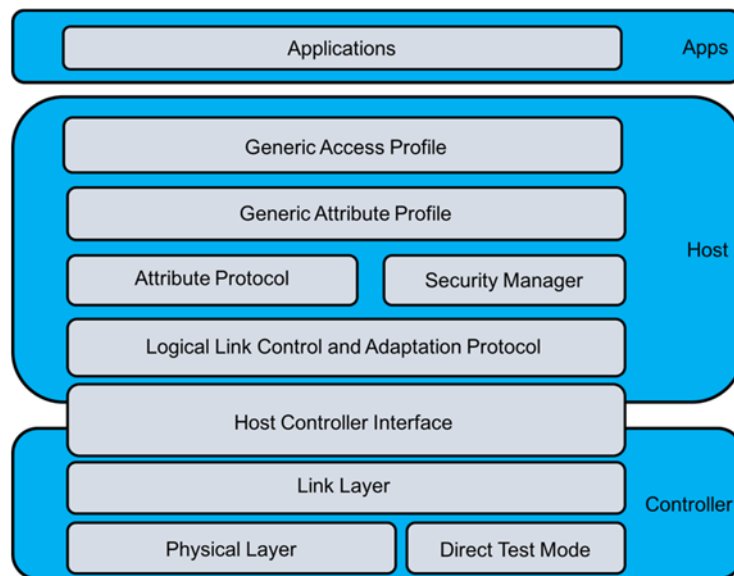 Applications
Apps
Generic Access Profile
Generic Attribute Profile
Host
Attribute Protocol
Security Manager
Logical Link Control and Adaptation Protocol
Host Controller Interface
Link Layer
Controller
Physical Layer
Direct Test Mode